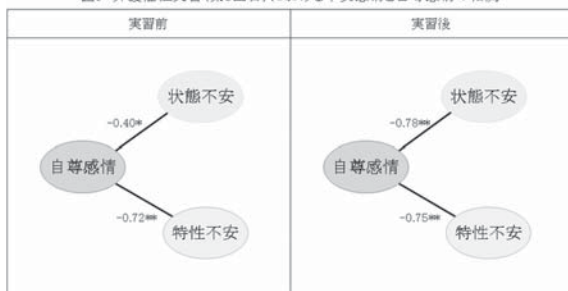 実習前
実習後
状態不安
-0.40*
自尊感情
-0.72**
特性不安
状態不安
-0.78**
自尊感情
-0.75**
特性不安